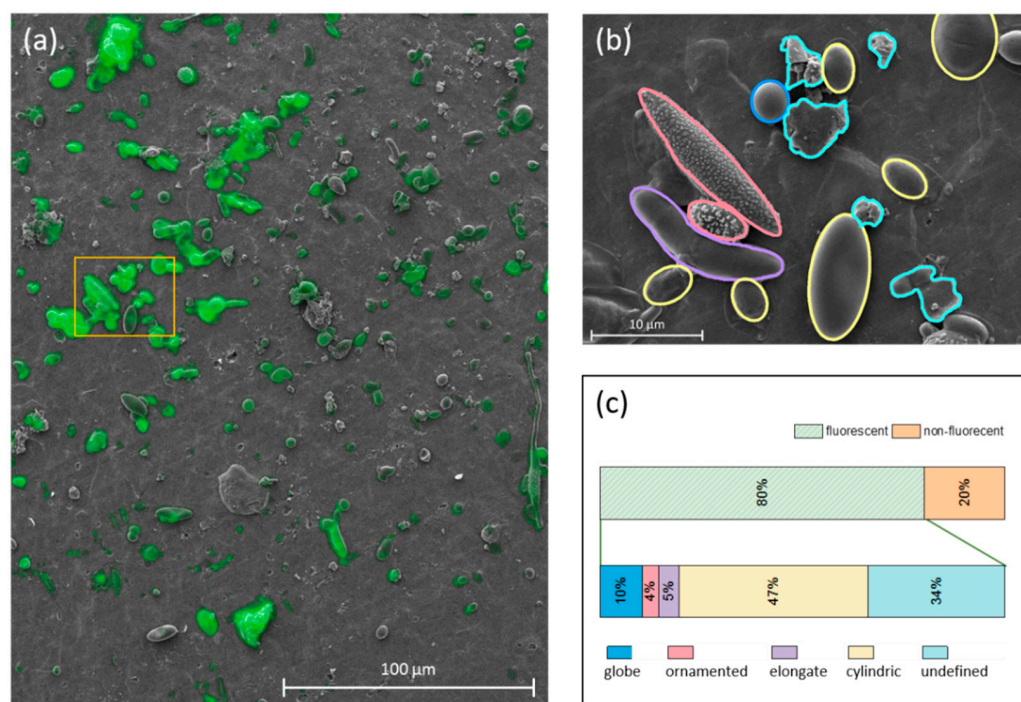 (a)
100 μm
(b)
10 μm
(c)
fluorescent non-fluorecent
80% 20%
10% 4% 5% 47% 34%
globe ornamented elongate cylindric undefined